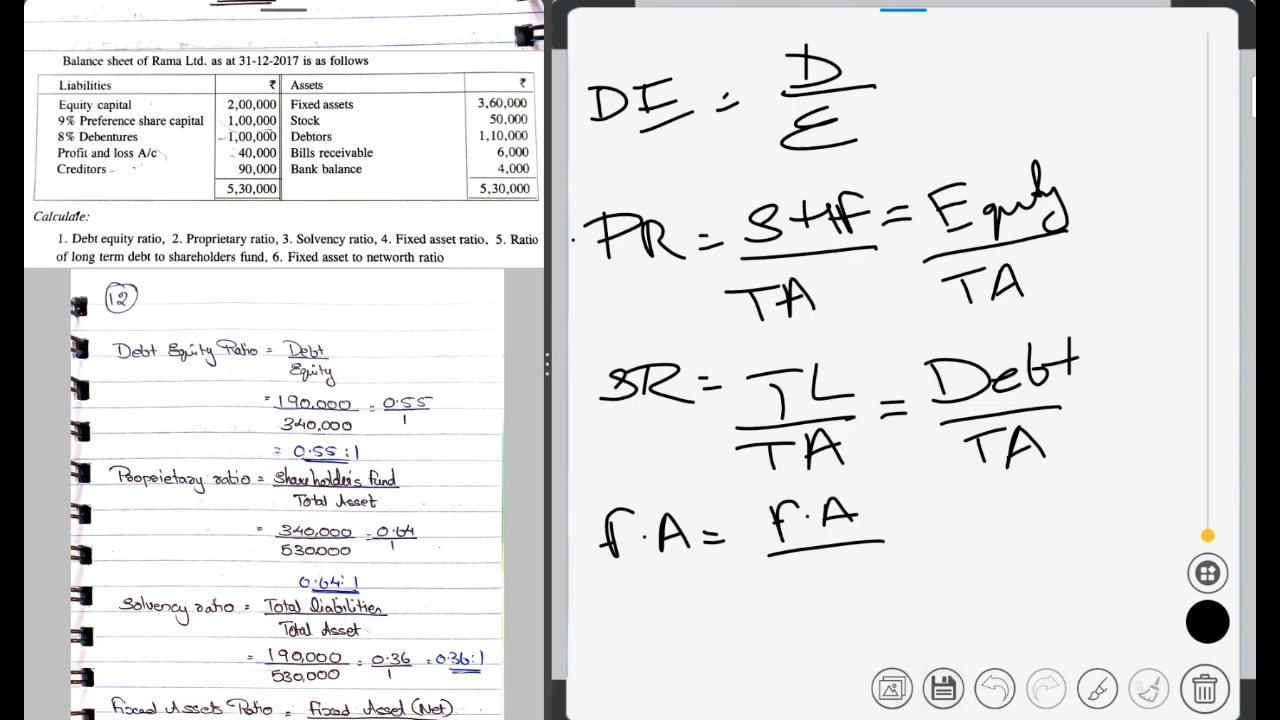 Balance sheet of Rama Ltd. as at 31-12-2017 is as follows
Liabilities ₹ Assets ₹
Equity capital 2,00,000 Fixed assets 3,60,000
9% Preference share capital 1,00,000 Stock 50,000
8% Debentures 1,00,000 Debtors 1,10,000
Profit and loss A/c 40,000 Bills receivable 6,000
Creditors 90,000 Bank balance 4,000
5,30,000 5,30,000
Calculate:
1. Debt equity ratio, 2. Proprietary ratio, 3. Solvency ratio, 4. Fixed asset ratio, 5. Ratio
of long term debt to shareholders fund, 6. Fixed asset to networth ratio
12
Debt Equity Ratio = Debt
Equity
= 190,000 = 0.55
340,000 1
= 0.55:1
Proprietary ratio = Shareholder's fund
Total Asset
= 340,000 = 0.64
530,000 1
0.64:1
Solvency ratio = Total liabilities
Total Asset
= 190,000 = 0.36 = 0.36:1
530,000 1
Fixed Assets Ratio = Fixed Asset (Net)
DE = D
E
PR = SHF = Equity
TA TA
SR = TL = Debt
TA TA
F.A = F.A